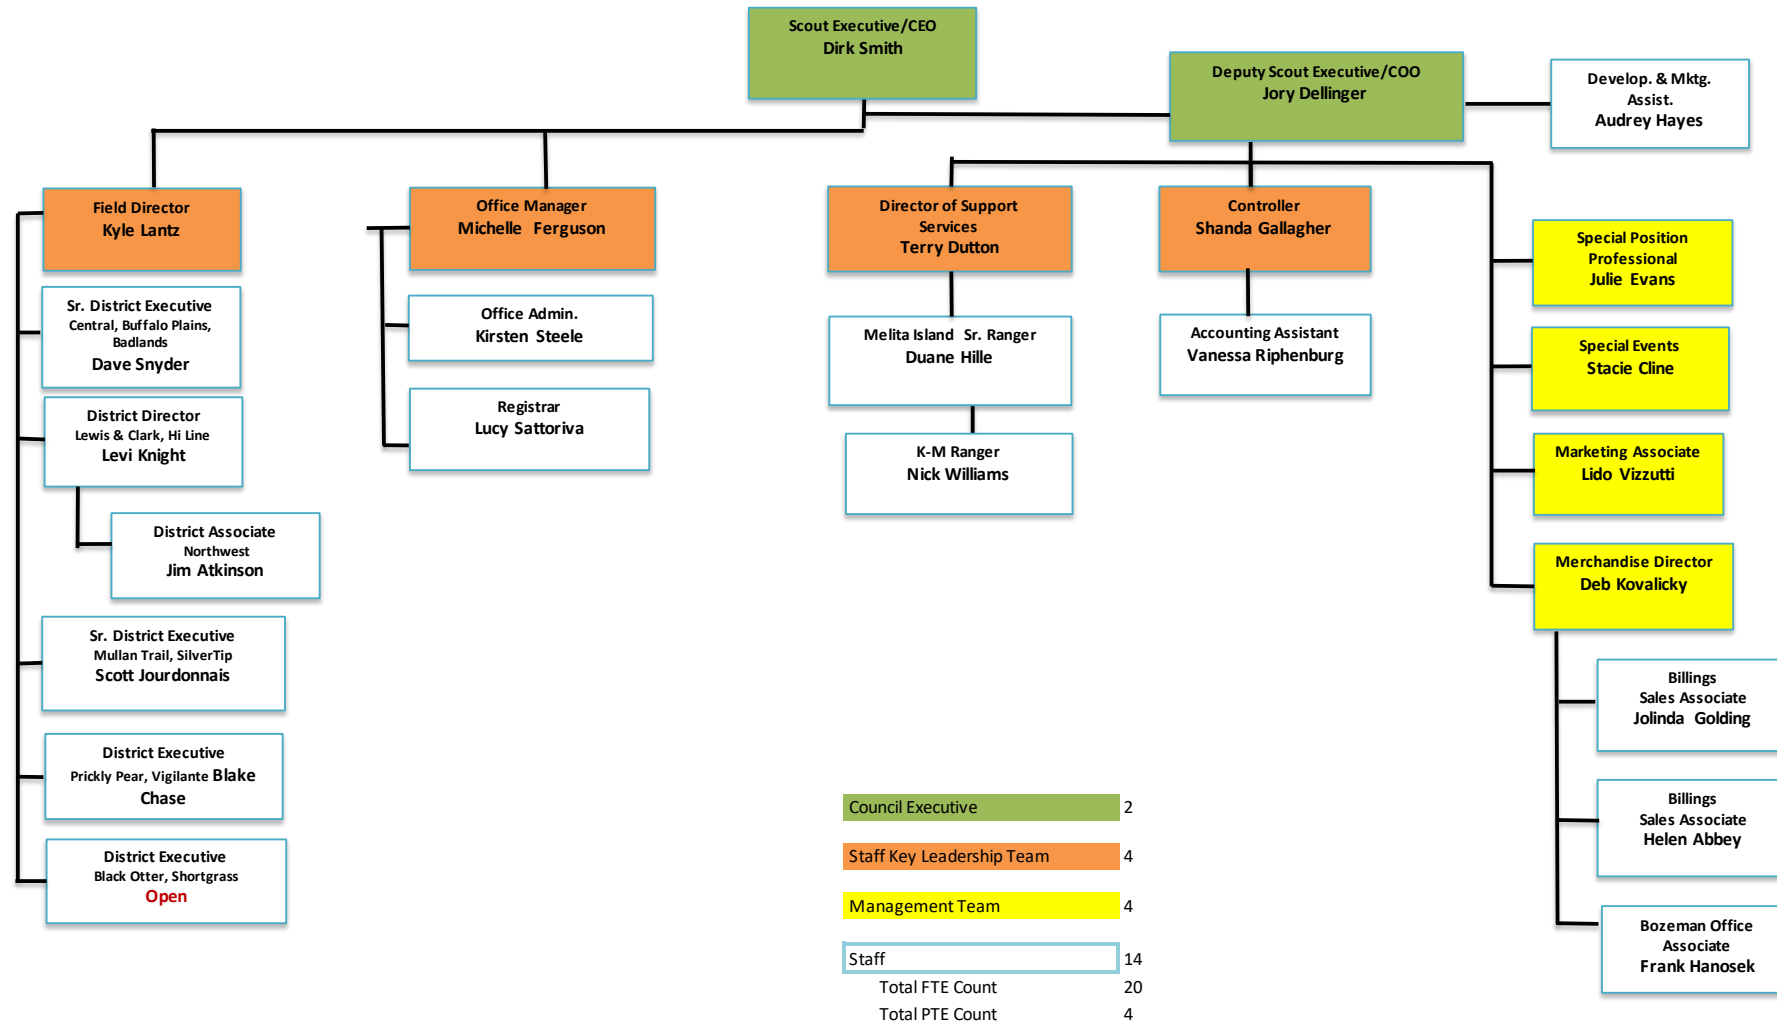 Scout Executive/CEO
Dirk Smith
Deputy Scout Executive/COO
Jory Dellinger
Develop. & Mktg.
Assist.
Audrey Hayes
Field Director
Kyle Lantz
Office Manager
Michelle Ferguson
Director of Support
Services
Terry Dutton
Controller
Shanda Gallagher
Special Position
Professional
Julie Evans
Sr. District Executive
Central, Buffalo Plains,
Badlands
Dave Snyder
Office Admin.
Kirsten Steele
Melita Island Sr. Ranger
Duane Hille
Accounting Assistant
Vanessa Riphenburg
Special Events
Stacie Cline
District Director
Lewis & Clark, Hi Line
Levi Knight
Registrar
Lucy Sattoriva
K-M Ranger
Nick Williams
Marketing Associate
Lido Vizzutti
District Associate
Northwest
Jim Atkinson
Merchandise Director
Deb Kovalicky
Sr. District Executive
Mullan Trail, SilverTip
Scott Jourdonnais
Billings
Sales Associate
Jolinda Golding
District Executive
Prickly Pear, Vigilante Blake
Chase
Billings
Sales Associate
Helen Abbey
District Executive
Black Otter, Shortgrass
Open
Bozeman Office
Associate
Frank Hanosek
Council Executive 2
Staff Key Leadership Team 4
Management Team 4
Staff 14
Total FTE Count 20
Total PTE Count 4